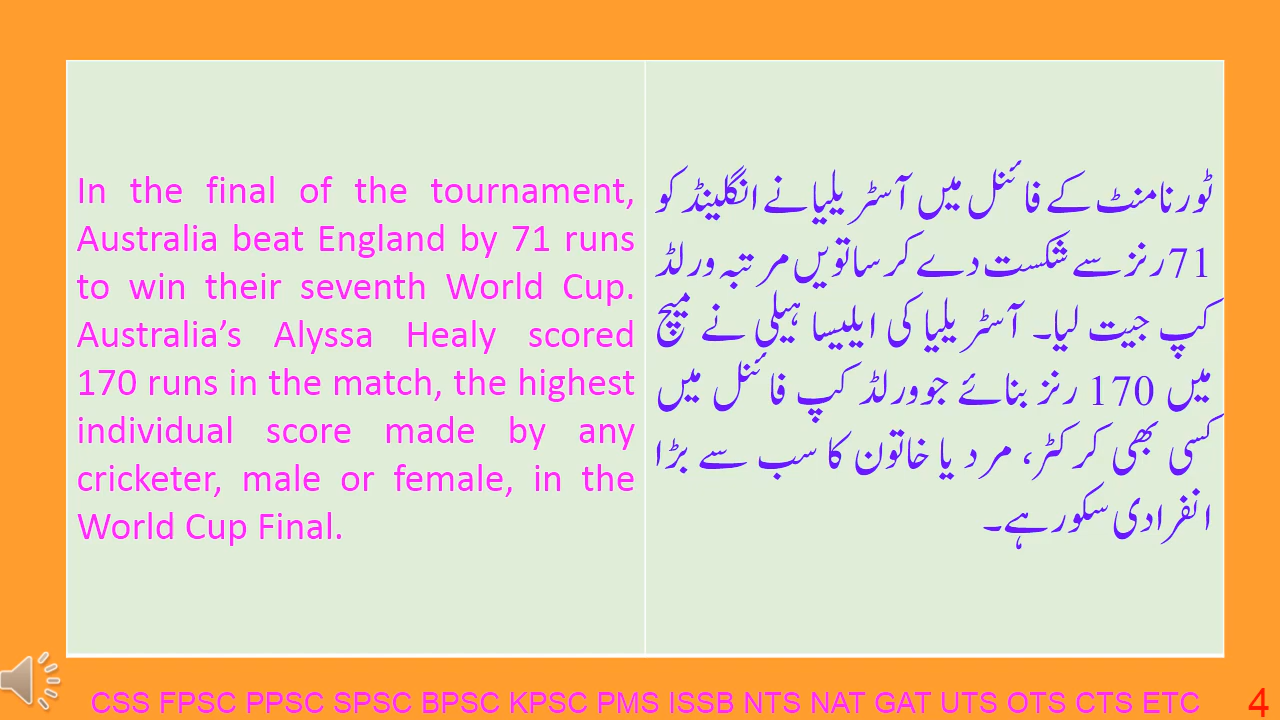 In the final of the tournament,
Australia beat England by 71 runs
to win their seventh World Cup.
Australia’s Alyssa Healy scored
170 runs in the match, the highest
individual score made by any
cricketer, male or female, in the
World Cup Final.
ٹورنامنٹ کے فائنل میں آسٹریلیا نے انگلینڈ کو
71 رنز سے شکست دے کر ساتویں مرتبہ ورلڈ
کپ جیت لیا۔ آسٹریلیا کی ایلیسا ہیلی نے میچ
میں 170 رنز بنائے جو ورلڈ کپ فائنل میں
کسی بھی کرکٹر، مرد یا خاتون کا سب سے بڑا
انفرادی سکور ہے۔
CSS FPSC PPSC SPSC BPSC KPSC PMS ISSB NTS NAT GAT UTS OTS CTS ETC
4